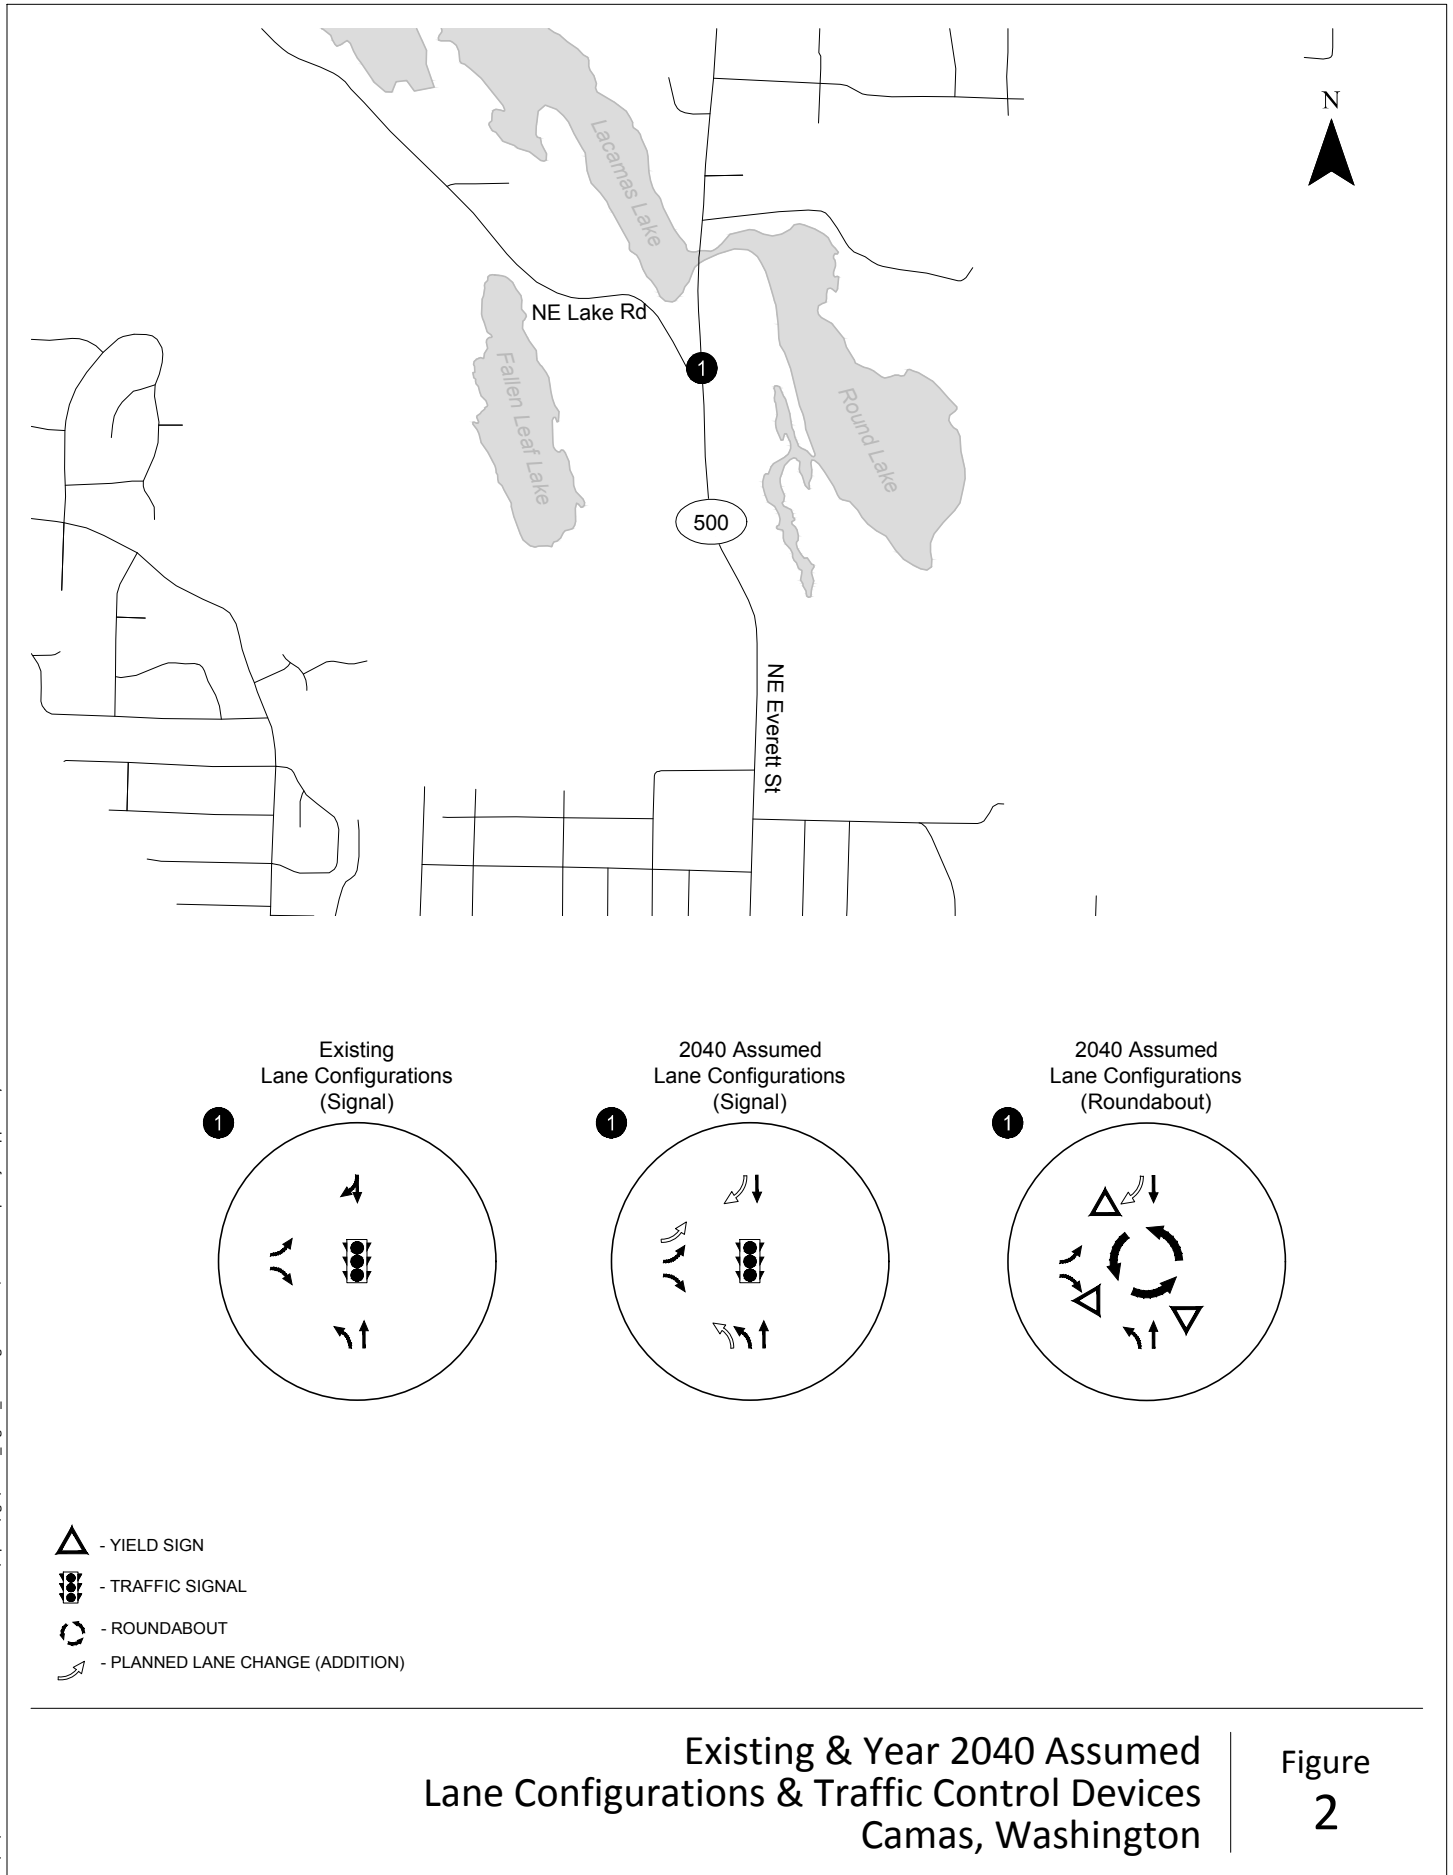 N
Lacamas Lake
NE Lake Rd
1
Fallen Leaf Lake
Round Lake
500
NE Everett St
Existing
Lane Configurations
(Signal)
1
2040 Assumed
Lane Configurations
(Signal)
1
2040 Assumed
Lane Configurations
(Roundabout)
1
- YIELD SIGN
- TRAFFIC SIGNAL
- ROUNDABOUT
- PLANNED LANE CHANGE (ADDITION)
Existing & Year 2040 Assumed
Lane Configurations & Traffic Control Devices
Camas, Washington
Figure
2